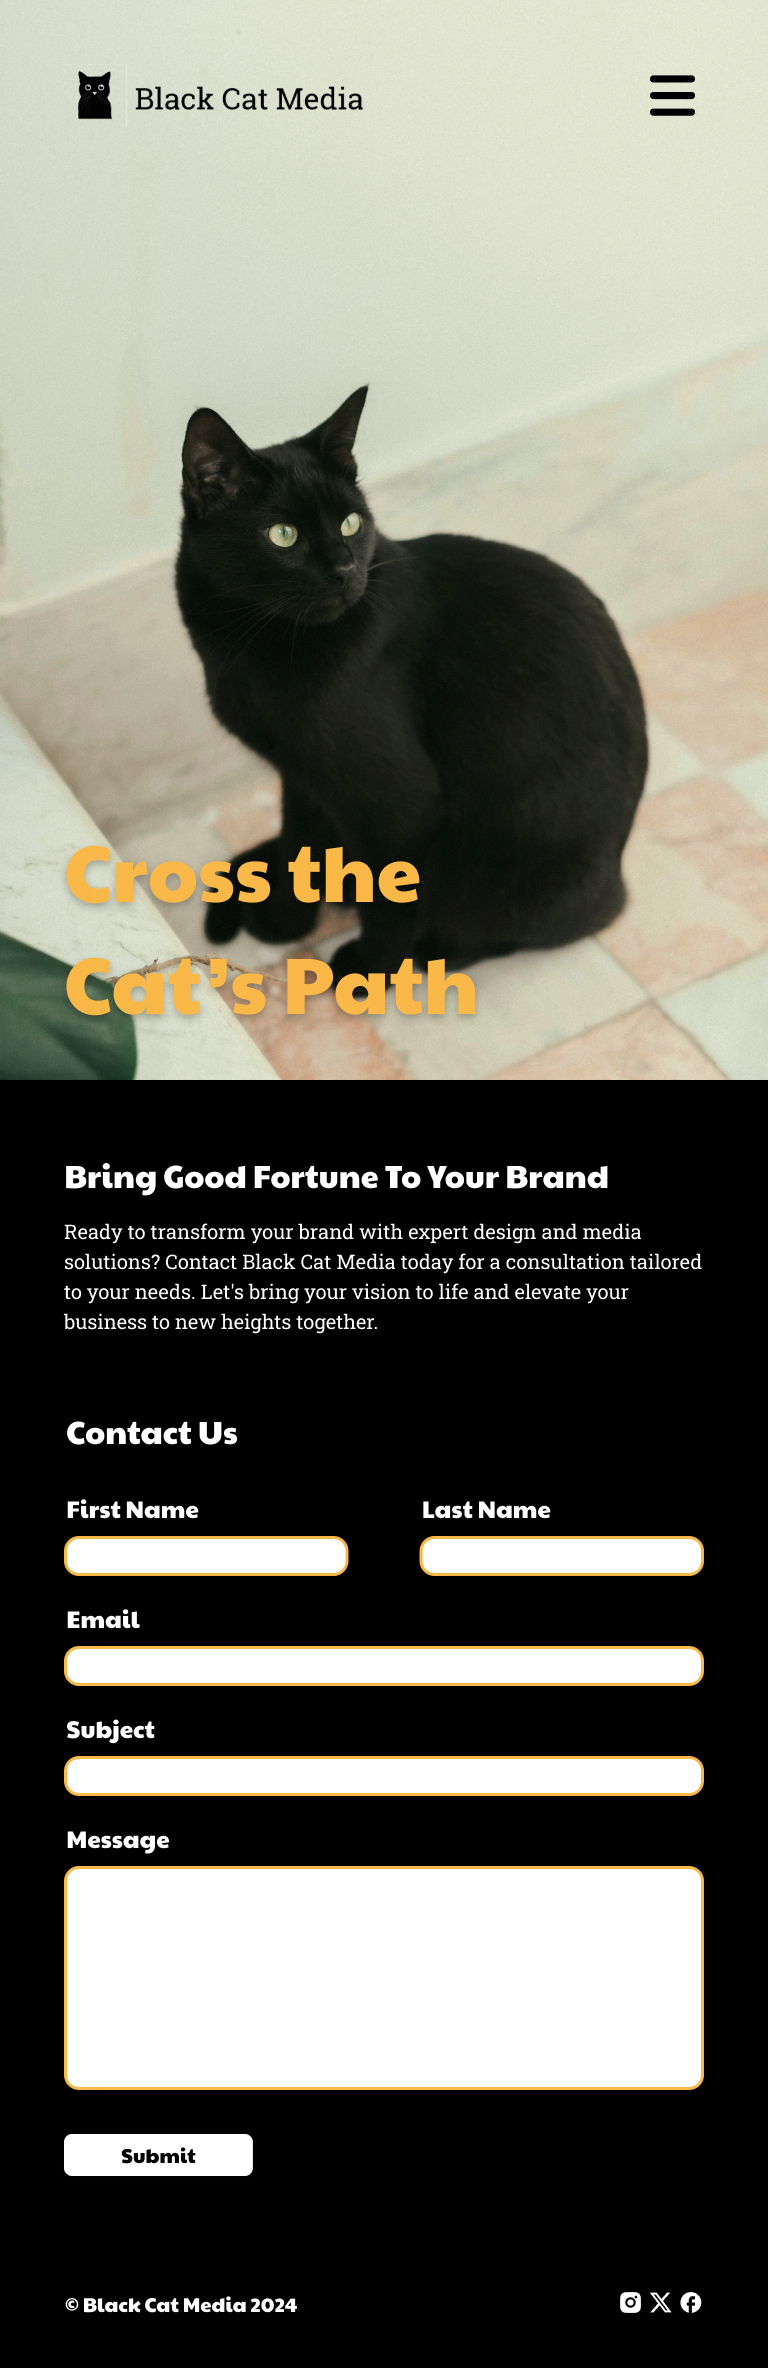 Black Cat Media
Cross the
Cat’s Path
Bring Good Fortune To Your Brand
Ready to transform your brand with expert design and media
solutions? Contact Black Cat Media today for a consultation tailored
to your needs. Let's bring your vision to life and elevate your
business to new heights together.
Contact Us
First Name
Last Name
Email
Subject
Message
Submit
© Black Cat Media 2024